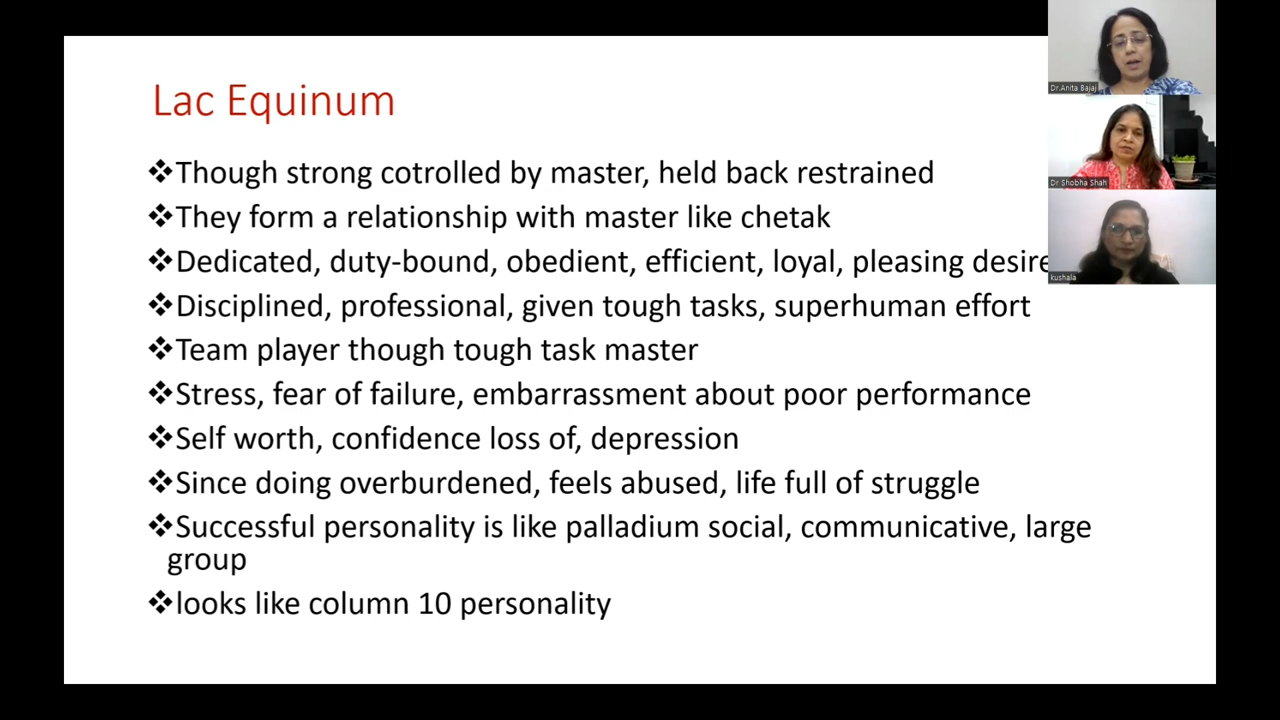 Lac Equinum
❖Though strong cotrolled by master, held back restrained
❖They form a relationship with master like chetak
❖Dedicated, duty-bound, obedient, efficient, loyal, pleasing desire
❖Disciplined, professional, given tough tasks, superhuman effort
❖Team player though tough task master
❖Stress, fear of failure, embarrassment about poor performance
❖Self worth, confidence loss of, depression
❖Since doing overburdened, feels abused, life full of struggle
❖Successful personality is like palladium social, communicative, large
group
❖looks like column 10 personality
Dr.Anita Bajaj
Dr Shobha Shah
kushala